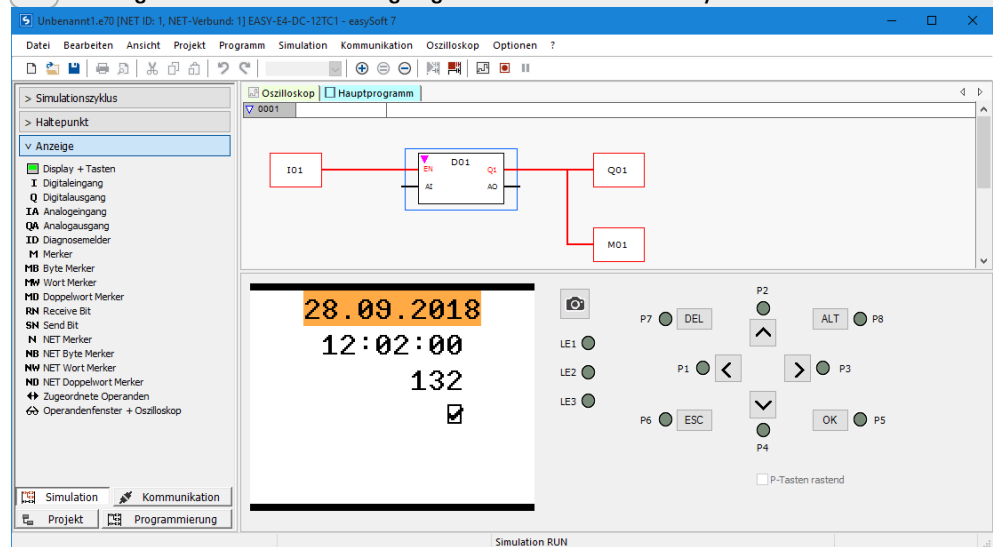 Unbenannt1.e70 [NET ID: 1, NET-Verbund: 1] EASY-E4-DC-12TC1 - easySoft 7
Datei Bearbeiten Ansicht Projekt Programm Simulation Kommunikation Oszilloskop Optionen ?
> Simulationszyklus
> Haltepunkt
v Anzeige
Display + Tasten
I Digitaleingang
Q Digitalausgang
IA Analogeingang
QA Analogausgang
ID Diagnosemelder
M Merker
MB Byte Merker
MW Wort Merker
MD Doppelwort Merker
RN Receive Bit
SN Send Bit
N NET Merker
NB NET Byte Merker
NW NET Wort Merker
ND NET Doppelwort Merker
Zugeordnete Operanden
Operandenfenster + Oszilloskop
Simulation Kommunikation
Projekt Programmierung
Oszilloskop Hauptprogramm
0001
I01
D01
EN Q1
AI AO
Q01
M01
28.09.2018
12:02:00
132
LE1
LE2
LE3
P2
P7 DEL
ALT P8
P1
P3
P6 ESC
OK P5
P4
P-Tasten rastend
Simulation RUN